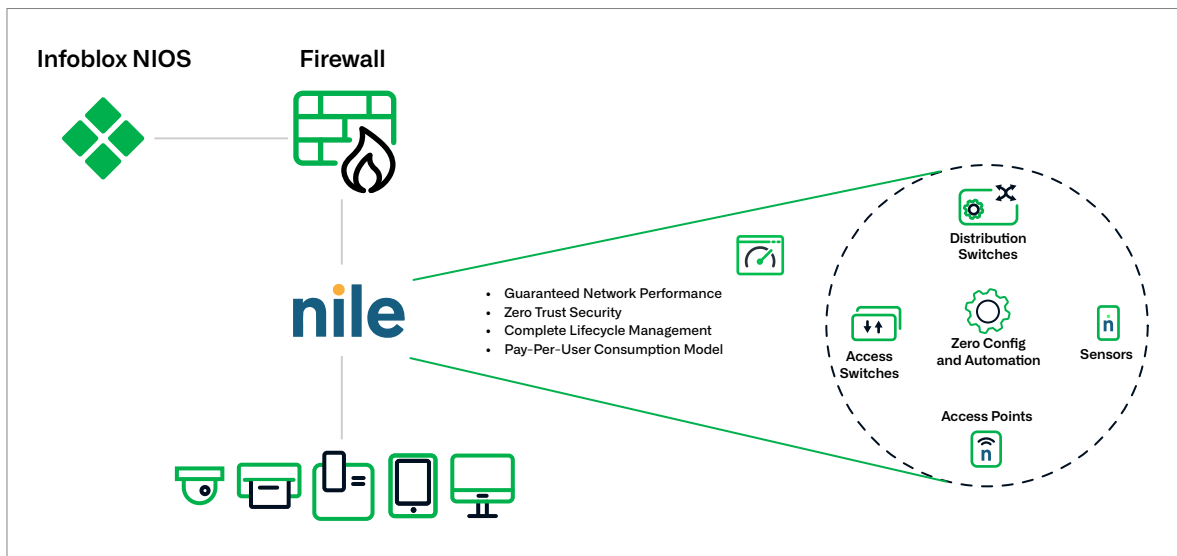 Infoblox NIOS
Firewall
nile
• Guaranteed Network Performance
• Zero Trust Security
• Complete Lifecycle Management
• Pay-Per-User Consumption Model
Distribution
Switches
Access
Switches
Zero Config
and Automation
n
Sensors
Access Points
n